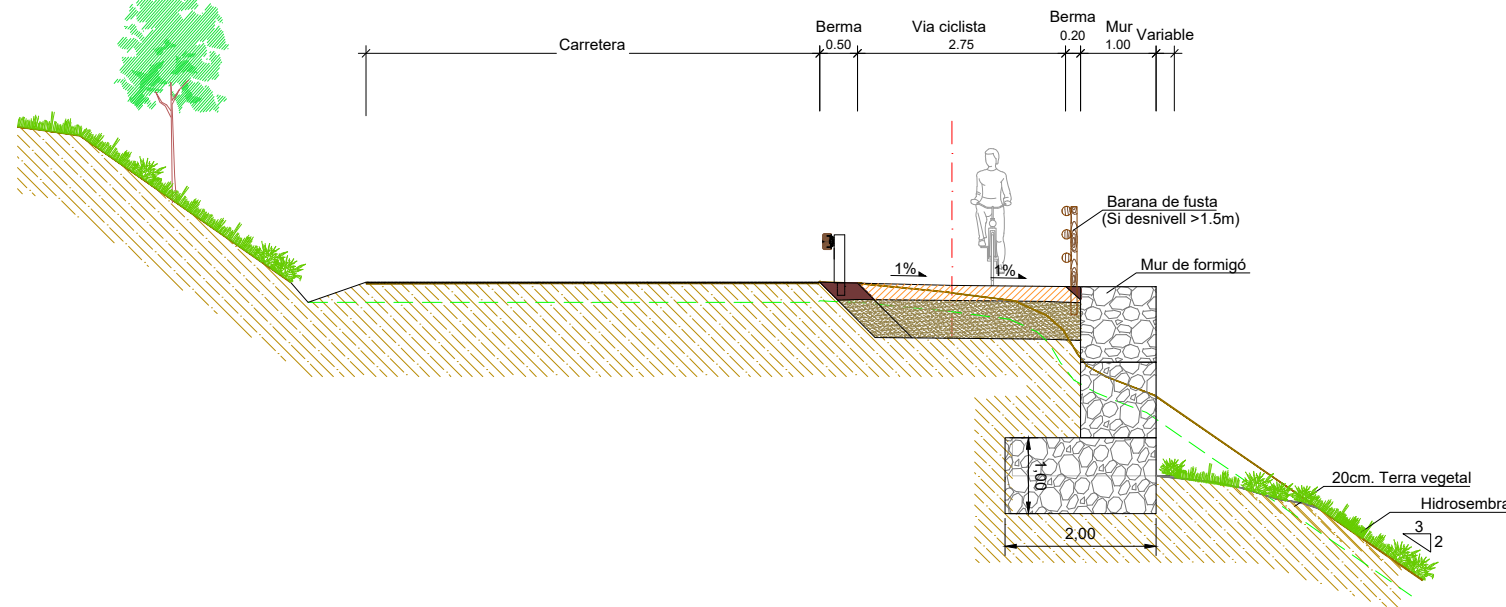 Carretera
Berma
0.50
Via ciclista
2.75
Berma
0.20
Mur
1.00
Variable
1%
1%
Barana de fusta
(Si desnivell >1.5m)
Mur de formigó
1,00
2,00
20cm. Terra vegetal
Hidrosembra
3
2